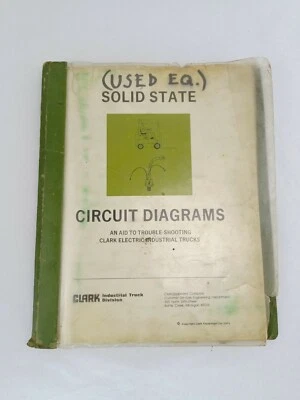 (USED EQ.)
SOLID STATE
CIRCUIT DIAGRAMS
AN AID TO TROUBLE-SHOOTING
CLARK ELECTRIC INDUSTRIAL TRUCKS
CLARK Industrial Truck
Division